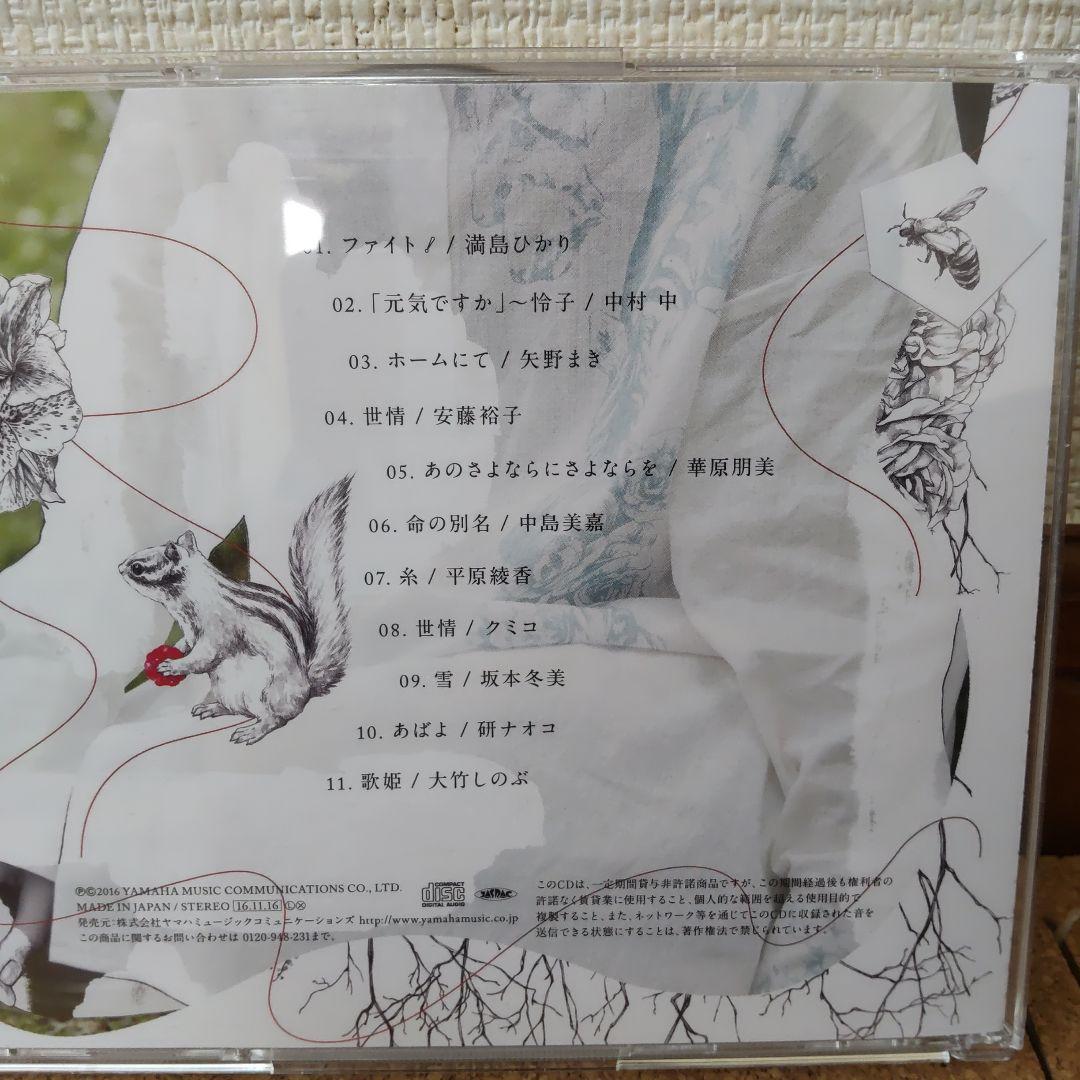 01. ファイト! / 満島ひかり
02.「元気ですか」〜怜子 / 中村 中
03. ホームにて / 矢野まき
04. 世情 / 安藤裕子
05. あのさよならにさよならを / 華原朋美
06. 命の別名 / 中島美嘉
07. 糸 / 平原綾香
08. 世情 / クミコ
09. 雪 / 坂本冬美
10. あばよ / 研ナオコ
11. 歌姫 / 大竹しのぶ
℗©2016 YAMAHA MUSIC COMMUNICATIONS CO., LTD.
MADE IN JAPAN / STEREO 16.11.16 Ⓛ Ⓧ
発売元:株式会社ヤマハミュージックコミュニケーションズ http://www.yamahamusic.co.jp
この商品に関するお問い合わせは 0120-948-231まで。
COMPACT
disc
DIGITAL AUDIO
JASRAC
このCDは、一定期間貸与非許諾商品ですが、この期間経過後も権利者の
許諾なく賃貸業に使用すること、個人的な範囲を超える使用目的で
複製すること、また、ネットワーク等を通じてこのCDに収録された音を
送信できる状態にすることは、著作権法で禁じられています。